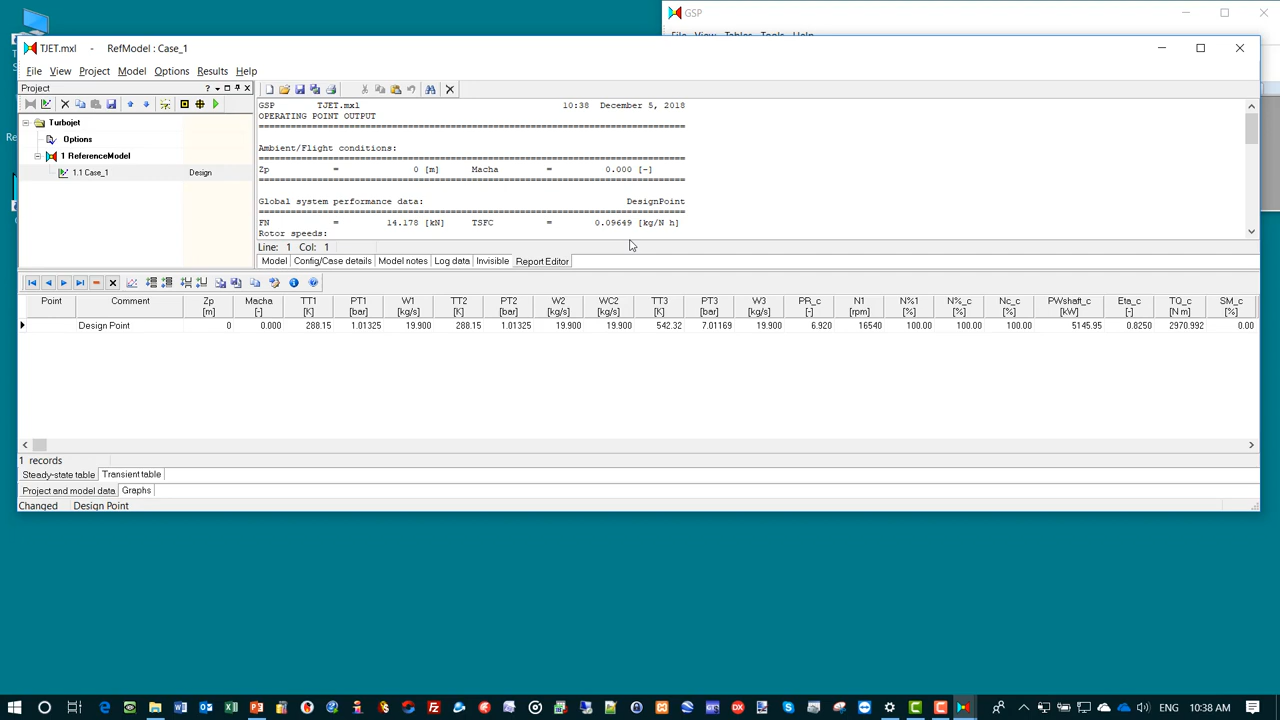 GSP
File View Tables Tools Help
TJET.mxl - RefModel : Case_1
File View Project Model Options Results Help
Project
GSP TJET.mxl 10:38 December 5, 2018
OPERATING POINT OUTPUT
Ambient/Flight conditions:
Zp = 0 [m] Macha = 0.000 [-]
Global system performance data: DesignPoint
FN = 14.178 [kN] TSFC = 0.09649 [kg/N h]
Rotor speeds:
Turbojet
Options
1 ReferenceModel
1.1 Case_1 Design
Line: 1 Col: 1
Model Config/Case details Model notes Log data Invisible Report Editor
Point Comment Zp Macha TT1 PT1 W1 TT2 PT2 W2 WC2 TT3 PT3 W3 PR_c N1 N%1 N%_c Nc_c PWshaft_c Eta_c TQ_c SM_c
[m] [-] [K] [bar] [kg/s] [K] [bar] [kg/s] [kg/s] [K] [bar] [kg/s] [-] [rpm] [%] [%] [%] [kW] [-] [N m] [%]
Design Point 0 0.000 288.15 1.01325 19.900 288.15 1.01325 19.900 19.900 542.32 7.01169 19.900 6.920 16540 100.00 100.00 100.00 5145.95 0.8250 2970.992 0.00
1 records
Steady-state table Transient table
Project and model data Graphs
Changed Design Point
10:38 AM